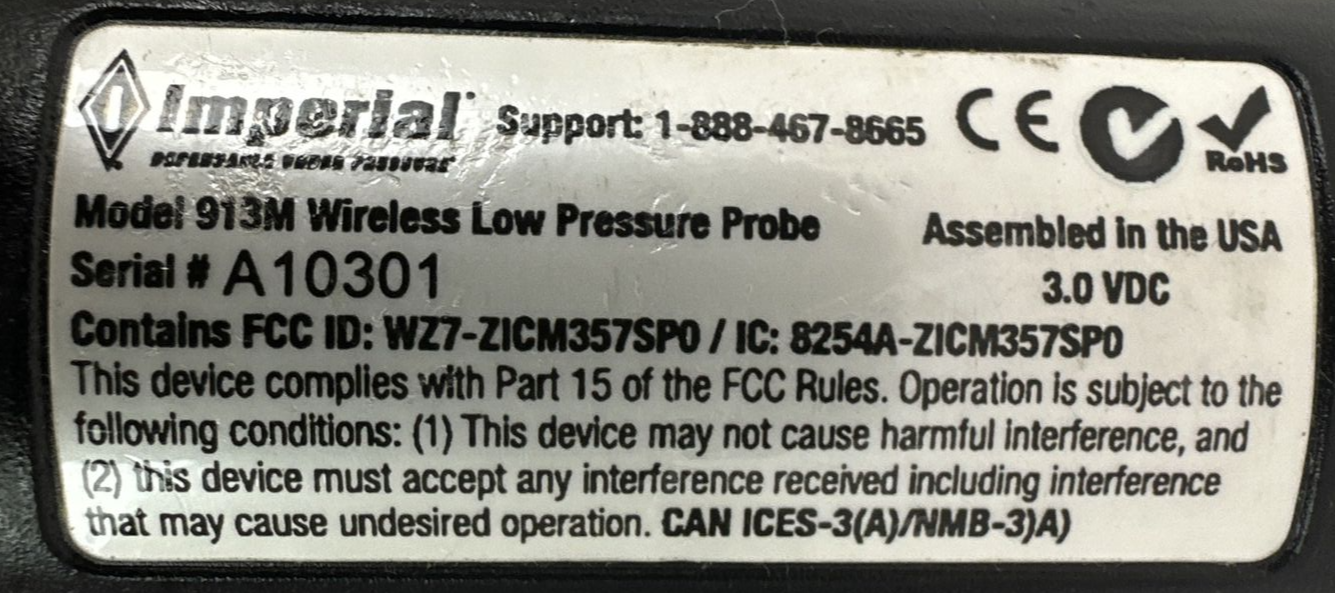 Imperial Support: 1-888-467-8665 CE
DEPENDABLE UNDER PRESSURE RoHS
Model 913M Wireless Low Pressure Probe Assembled in the USA
Serial # A10301 3.0 VDC
Contains FCC ID: WZ7-ZICM357SP0 / IC: 8254A-ZICM357SP0
This device complies with Part 15 of the FCC Rules. Operation is subject to the
following conditions: (1) This device may not cause harmful interference, and
(2) this device must accept any interference received including interference
that may cause undesired operation. CAN ICES-3(A)/NMB-3)A)